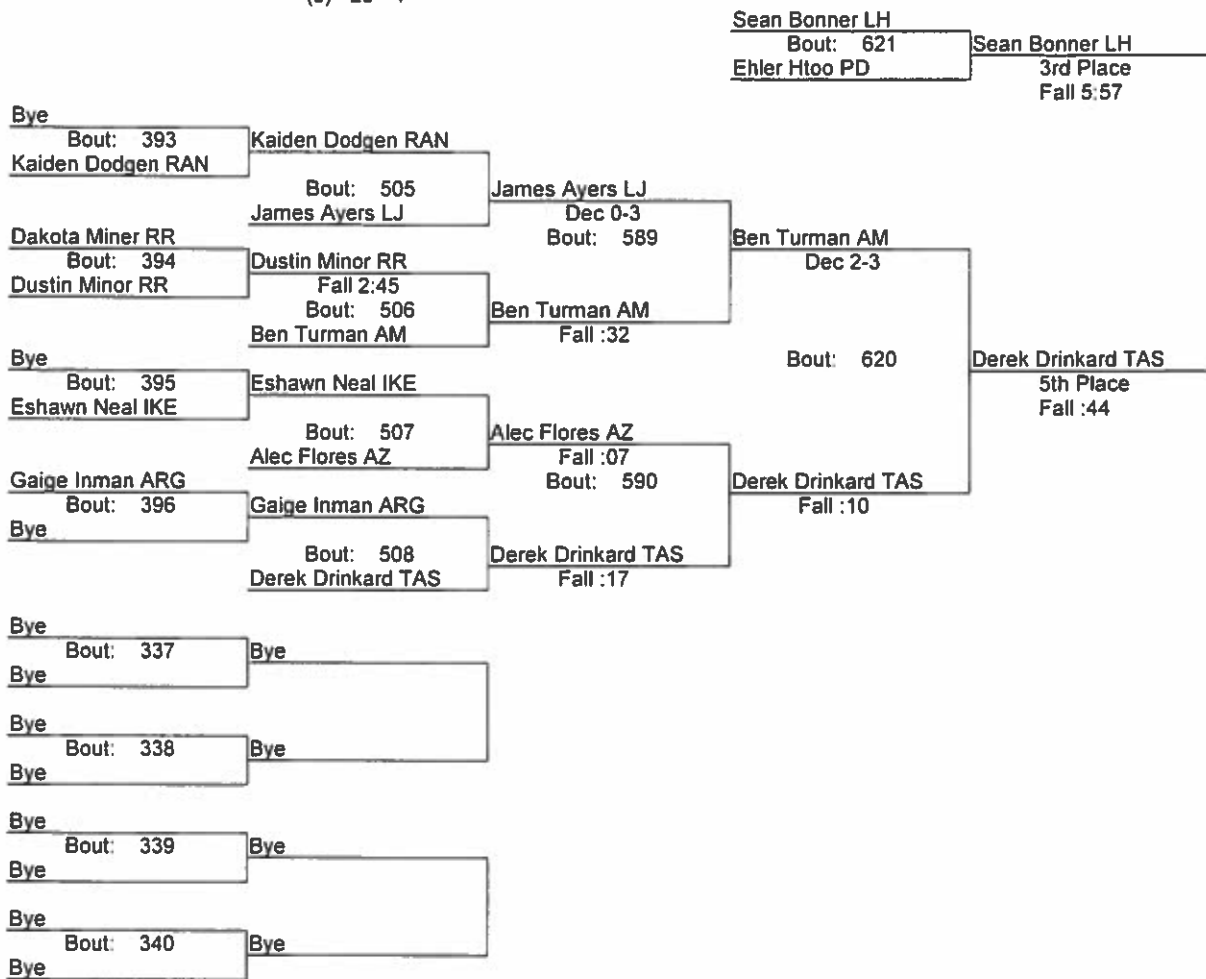 Sean Bonner LH
Bout: 621
Sean Bonner LH
Ehler Htoo PD
3rd Place
Fall 5:57
Bye
Bout: 393
Kaiden Dodgen RAN
Kaiden Dodgen RAN
Bout: 505
James Ayers LJ
James Ayers LJ
Dec 0-3
Bout: 589
Dakota Miner RR
Bout: 394
Dustin Minor RR
Dustin Minor RR
Fall 2:45
Bout: 506
Ben Turman AM
Ben Turman AM
Fall :32
Ben Turman AM
Dec 2-3
Bout: 620
Derek Drinkard TAS
5th Place
Fall :44
Bye
Bout: 395
Eshawn Neal IKE
Eshawn Neal IKE
Bout: 507
Alec Flores AZ
Alec Flores AZ
Fall :07
Bout: 590
Derek Drinkard TAS
Fall :10
Gaige Inman ARG
Bout: 396
Bye
Gaige Inman ARG
Bout: 508
Derek Drinkard TAS
Derek Drinkard TAS
Fall :17
Bye
Bout: 337
Bye
Bye
Bye
Bout: 338
Bye
Bye
Bye
Bout: 339
Bye
Bye
Bye
Bout: 340
Bye
Bye